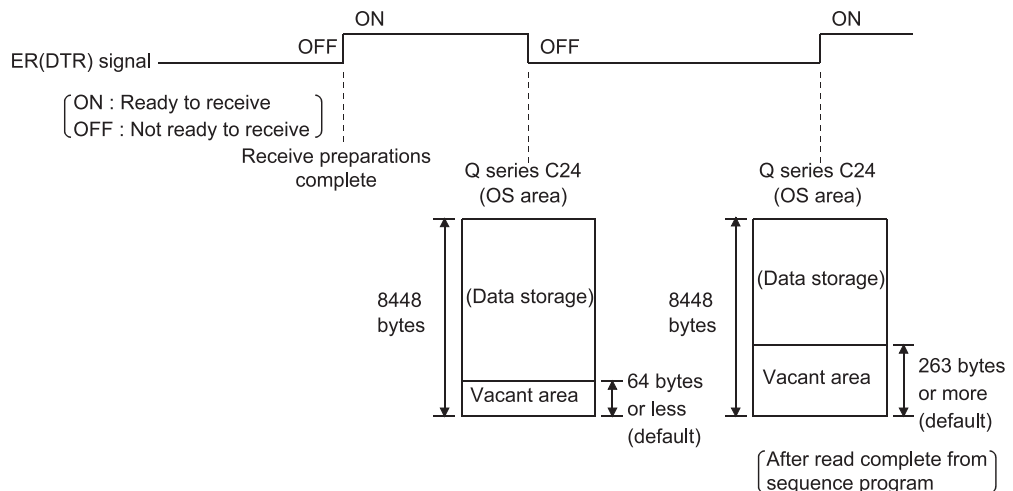 ON
ON
OFF
OFF
ER(DTR) signal
ON : Ready to receive
OFF : Not ready to receive
Receive preparations
complete
Q series C24
(OS area)
8448
bytes
(Data storage)
Vacant area
64 bytes
or less
(default)
Q series C24
(OS area)
8448
bytes
(Data storage)
Vacant area
263 bytes
or more
(default)
After read complete from
sequence program